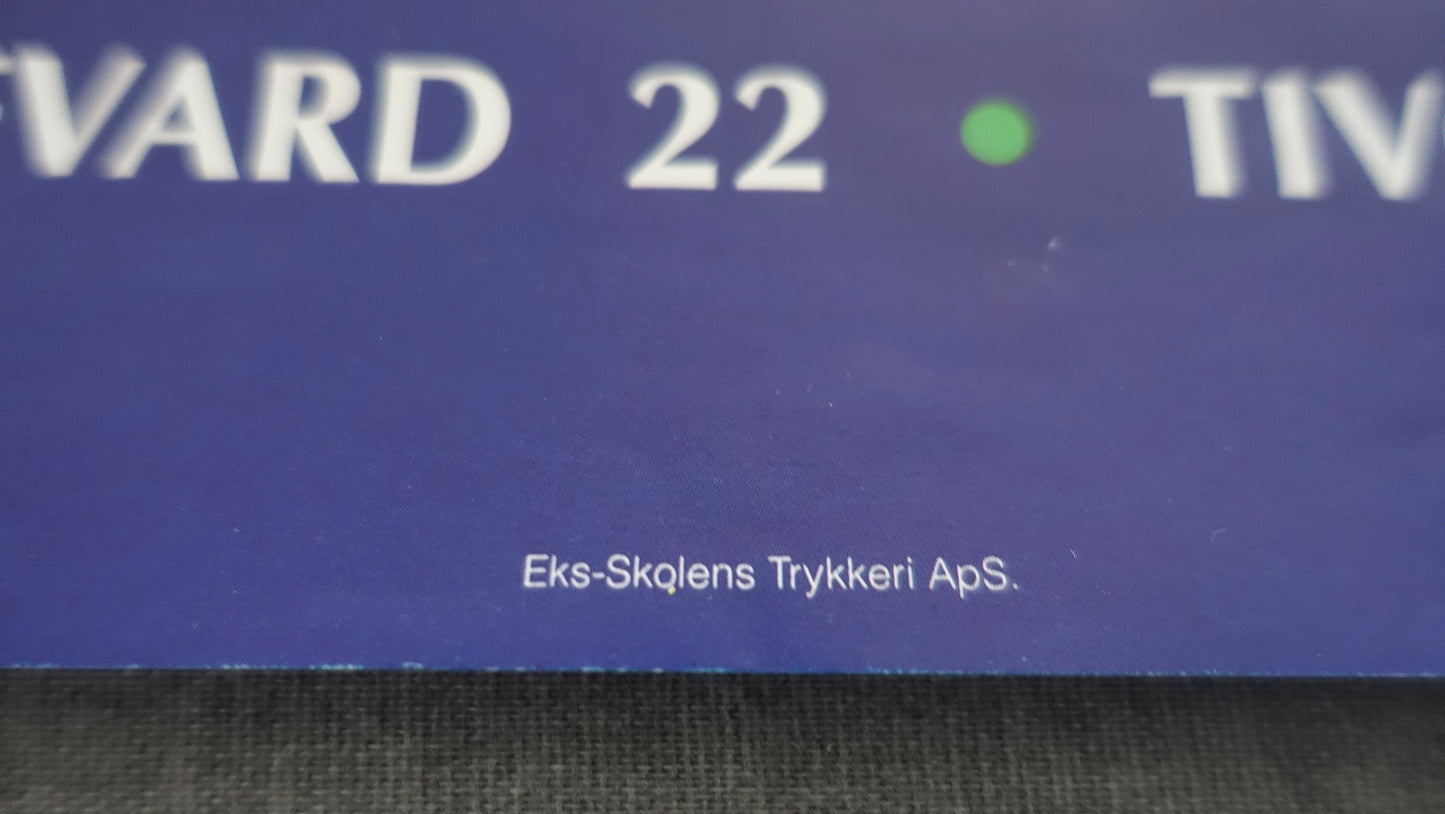 VARD 22 • TIV
Eks-Skolens Trykkeri ApS.